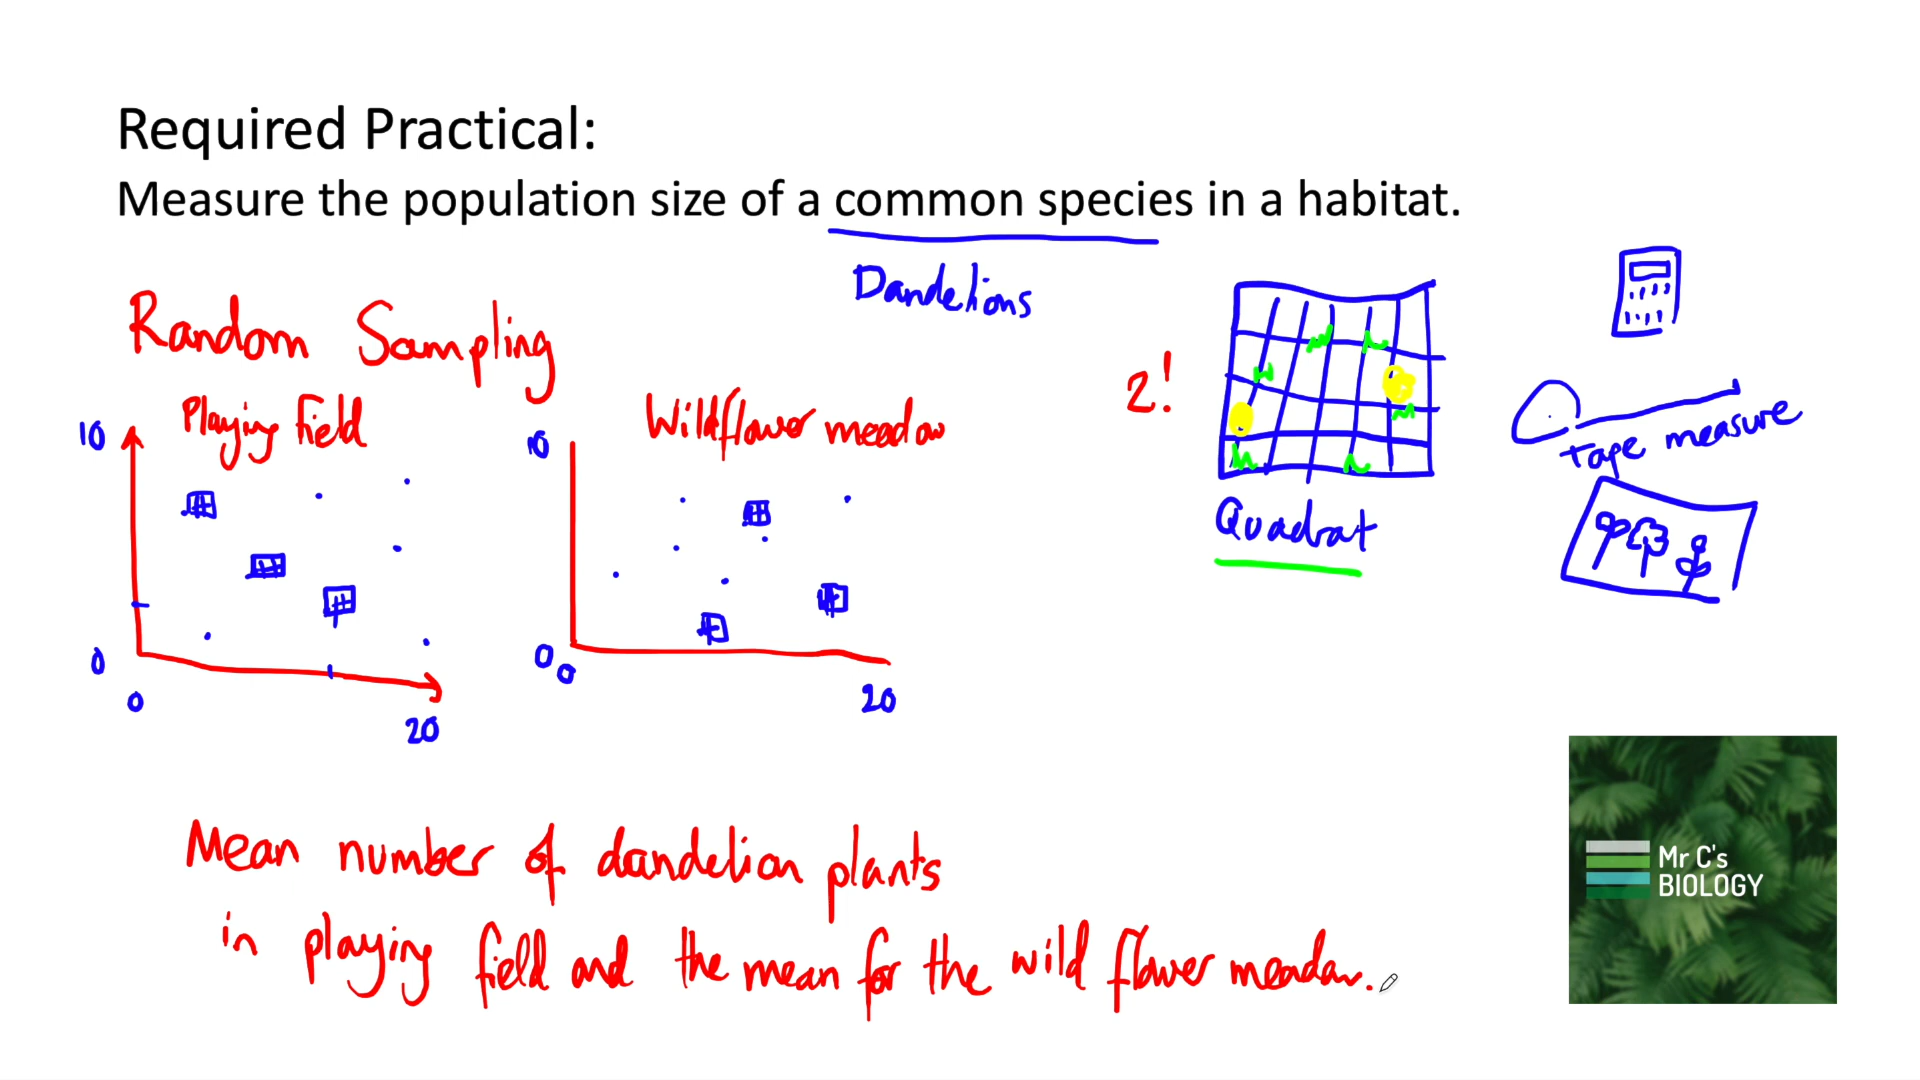 Required Practical:
Measure the population size of a common species in a habitat.
Dandelions
Random Sampling
Playing field
10
0
0
20
Wildflower meadow
10
0
0
20
2!
Quadrat
Tape measure
Mean number of dandelion plants
in playing field and the mean for the wild flower meadow.
Mr C's
BIOLOGY